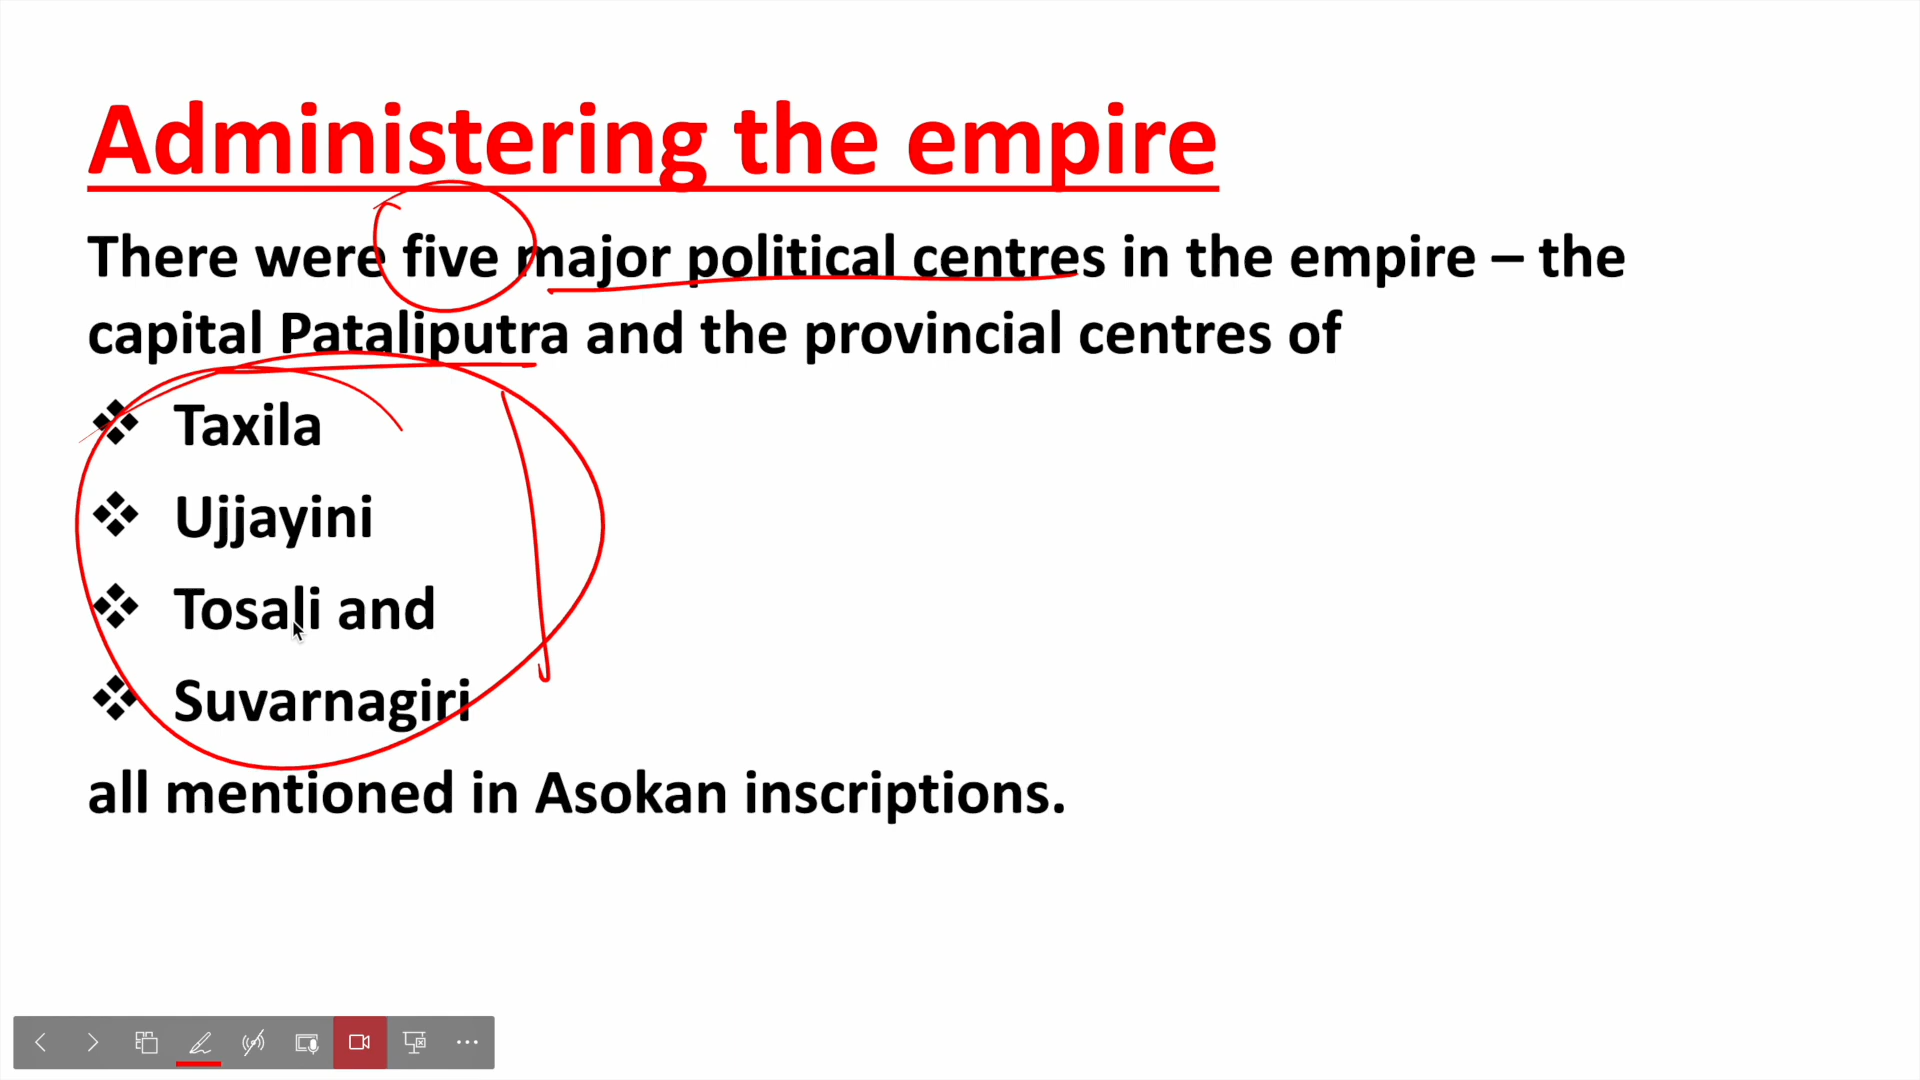 Administering the empire
There were five major political centres in the empire – the
capital Pataliputra and the provincial centres of
❖ Taxila
❖ Ujjayini
❖ Tosali and
❖ Suvarnagiri
all mentioned in Asokan inscriptions.